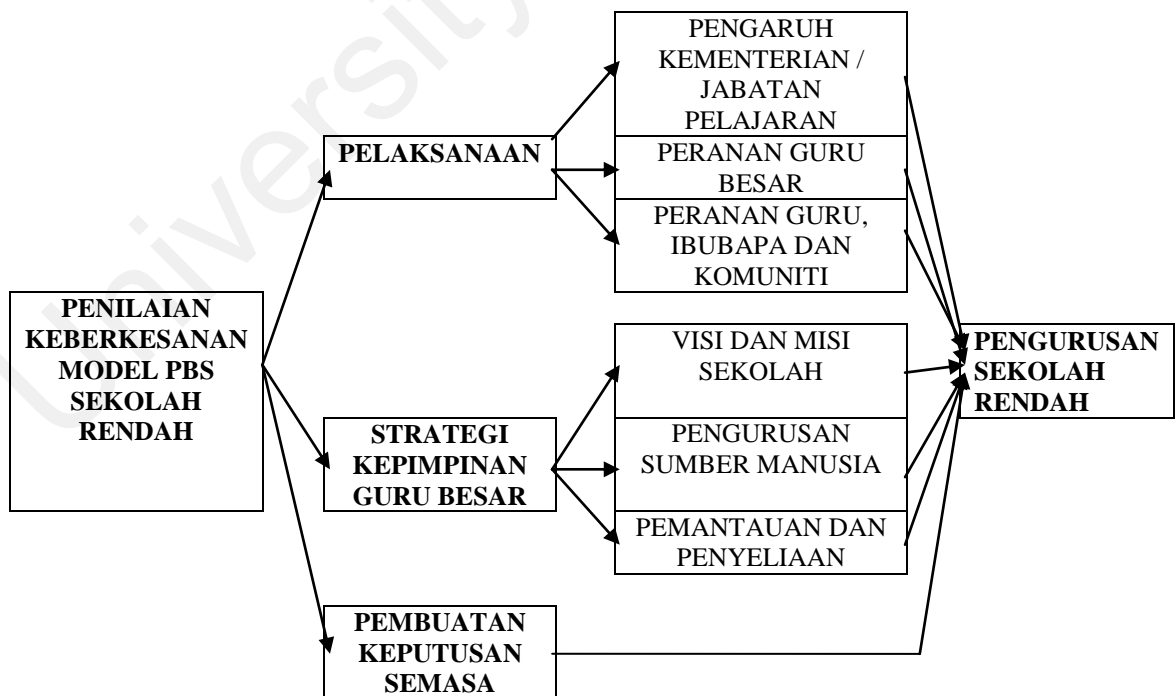 PENILAIAN
KEBERKESANAN
MODEL PBS
SEKOLAH
RENDAH
PELAKSANAAN
STRATEGI
KEPIMPINAN
GURU BESAR
PEMBUATAN
KEPUTUSAN
SEMASA
PENGARUH
KEMENTERIAN /
JABATAN
PELAJARAN
PERANAN GURU
BESAR
PERANAN GURU,
IBUBAPA DAN
KOMUNITI
VISI DAN MISI
SEKOLAH
PENGURUSAN
SUMBER MANUSIA
PEMANTAUAN DAN
PENYELIAAN
PENGURUSAN
SEKOLAH
RENDAH
University